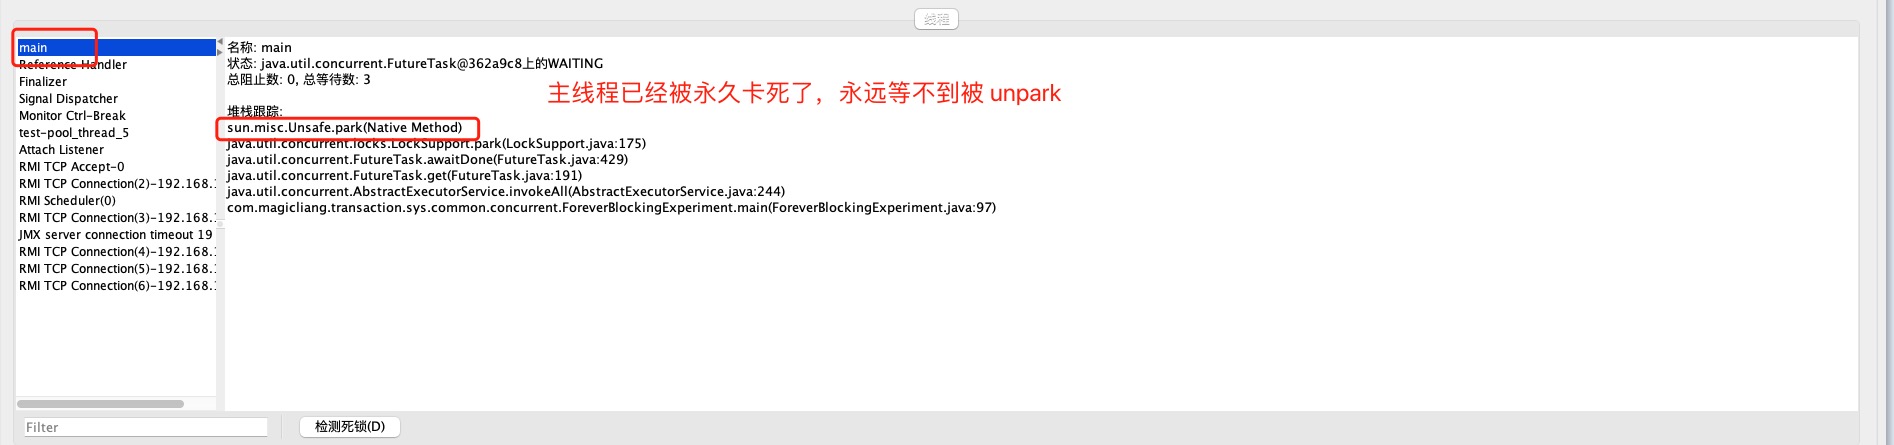 线程
main
Reference Handler
Finalizer
Signal Dispatcher
Monitor Ctrl-Break
test-pool_thread_5
Attach Listener
RMI TCP Accept-0
RMI TCP Connection(2)-192.168.1
RMI Scheduler(0)
RMI TCP Connection(3)-192.168.1
JMX server connection timeout 19
RMI TCP Connection(4)-192.168.1
RMI TCP Connection(5)-192.168.1
RMI TCP Connection(6)-192.168.1
名称: main
状态: java.util.concurrent.FutureTask@362a9c8上的WAITING
总阻止数: 0, 总等待数: 3
主线程已经被永久卡死了，永远等不到被 unpark
堆栈跟踪:
sun.misc.Unsafe.park(Native Method)
java.util.concurrent.locks.LockSupport.park(LockSupport.java:175)
java.util.concurrent.FutureTask.awaitDone(FutureTask.java:429)
java.util.concurrent.FutureTask.get(FutureTask.java:191)
java.util.concurrent.AbstractExecutorService.invokeAll(AbstractExecutorService.java:244)
com.magicliang.transaction.sys.common.concurrent.ForeverBlockingExperiment.main(ForeverBlockingExperiment.java:97)
Filter
检测死锁(D)